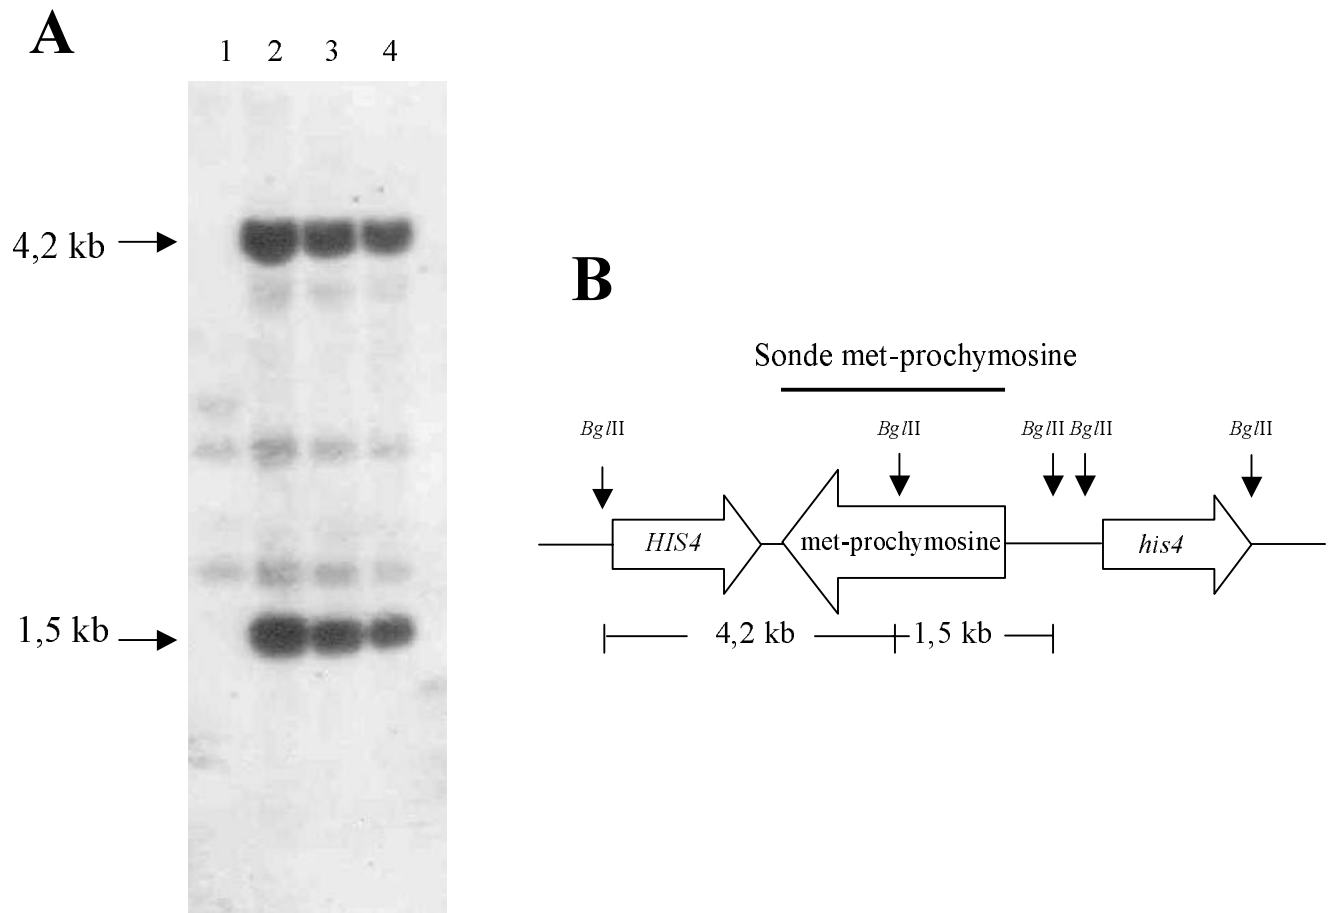 A
1 2 3 4
4,2 kb
1,5 kb
B
Sonde met-prochymosine
BglII BglII BglII BglII BglII
HIS4 met-prochymosine his4
4,2 kb 1,5 kb